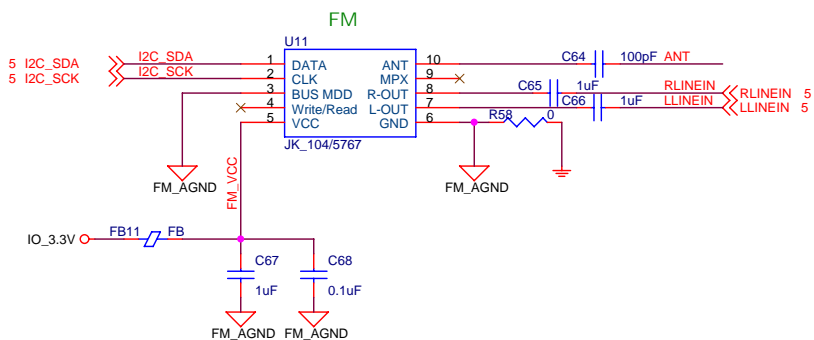 FM
U11
5 I2C_SDA I2C_SDA 1 DATA ANT 10 C64 100pF ANT
5 I2C_SCK I2C_SCK 2 CLK MPX 9
3 BUS MDD R-OUT 8 C65 1uF RLINEIN RLINEIN 5
4 Write/Read L-OUT 7 C66 1uF LLINEIN LLINEIN 5
5 VCC GND 6 R58 0
JK_104/5767
FM_AGND FM_VCC FM_AGND
IO_3.3V FB11 FB
C67 C68
1uF 0.1uF
FM_AGND FM_AGND